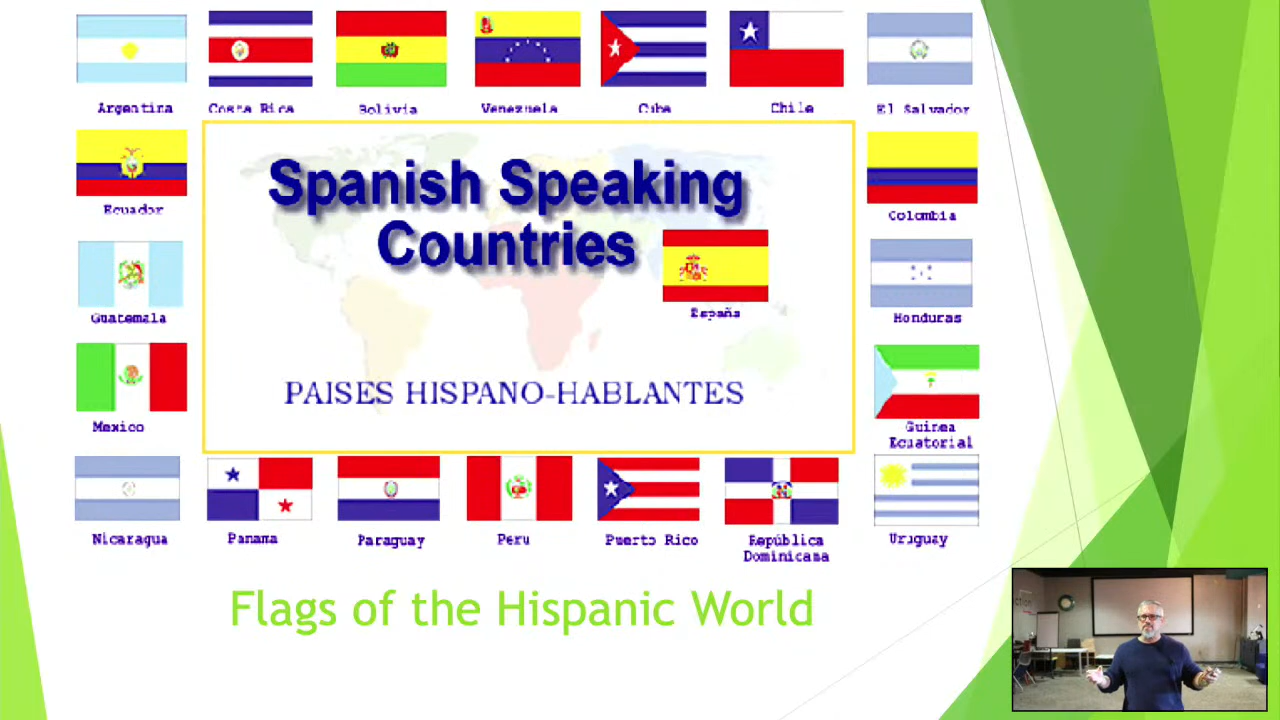 Argentina
Costa Rica
Bolivia
Venezuela
Cuba
Chile
El Salvador
Ecuador
Spanish Speaking
Countries
Colombia
España
Guatemala
Honduras
Mexico
PAISES HISPANO-HABLANTES
Guinea
Ecuatorial
Nicaragua
Panama
Paraguay
Peru
Puerto Rico
República
Dominicana
Uruguay
Flags of the Hispanic World